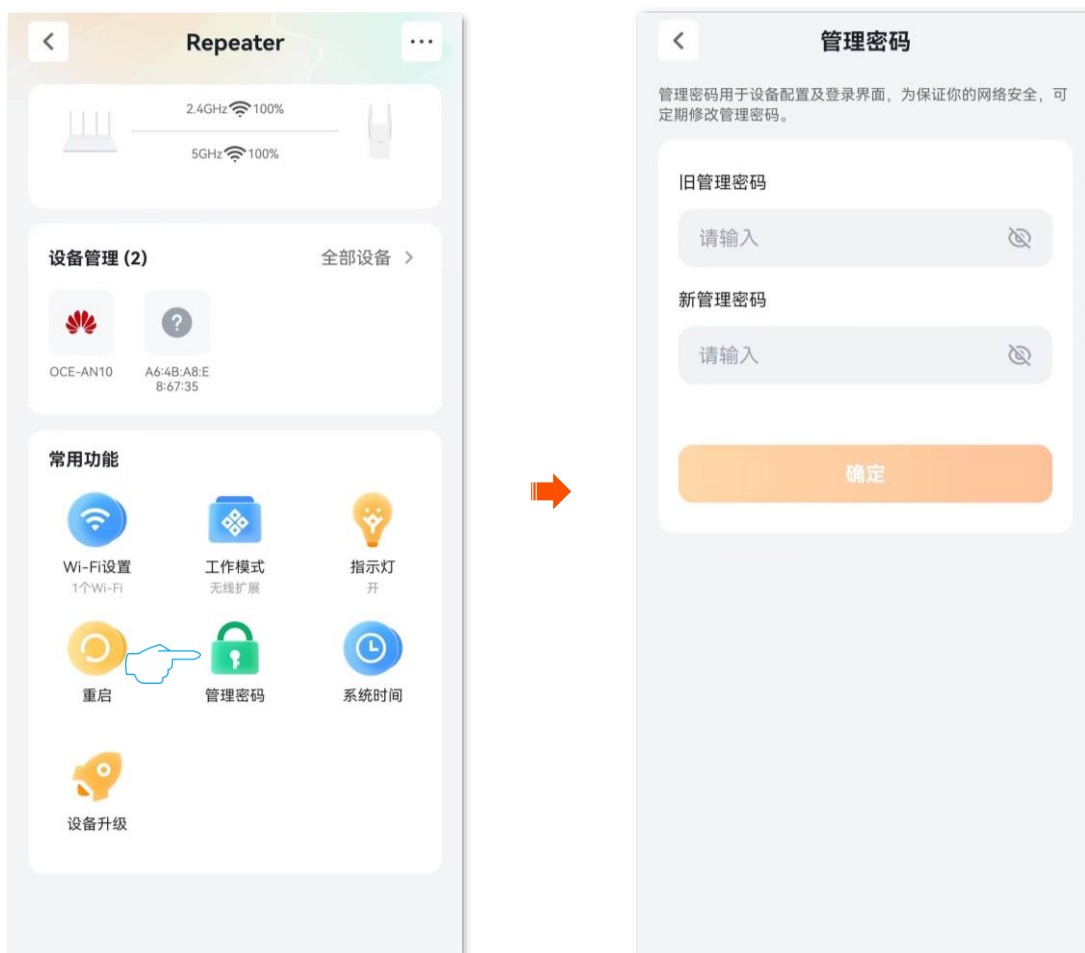 Repeater
2.4GHz 100%
5GHz 100%
设备管理 (2)
全部设备
OCE-AN10
A6:4B:A8:E
8:67:35
常用功能
Wi-Fi设置
1个Wi-Fi
工作模式
无线扩展
指示灯
开
重启
管理密码
系统时间
设备升级
管理密码
管理密码用于设备配置及登录界面，为保证你的网络安全，可
定期修改管理密码。
旧管理密码
请输入
新管理密码
请输入
确定